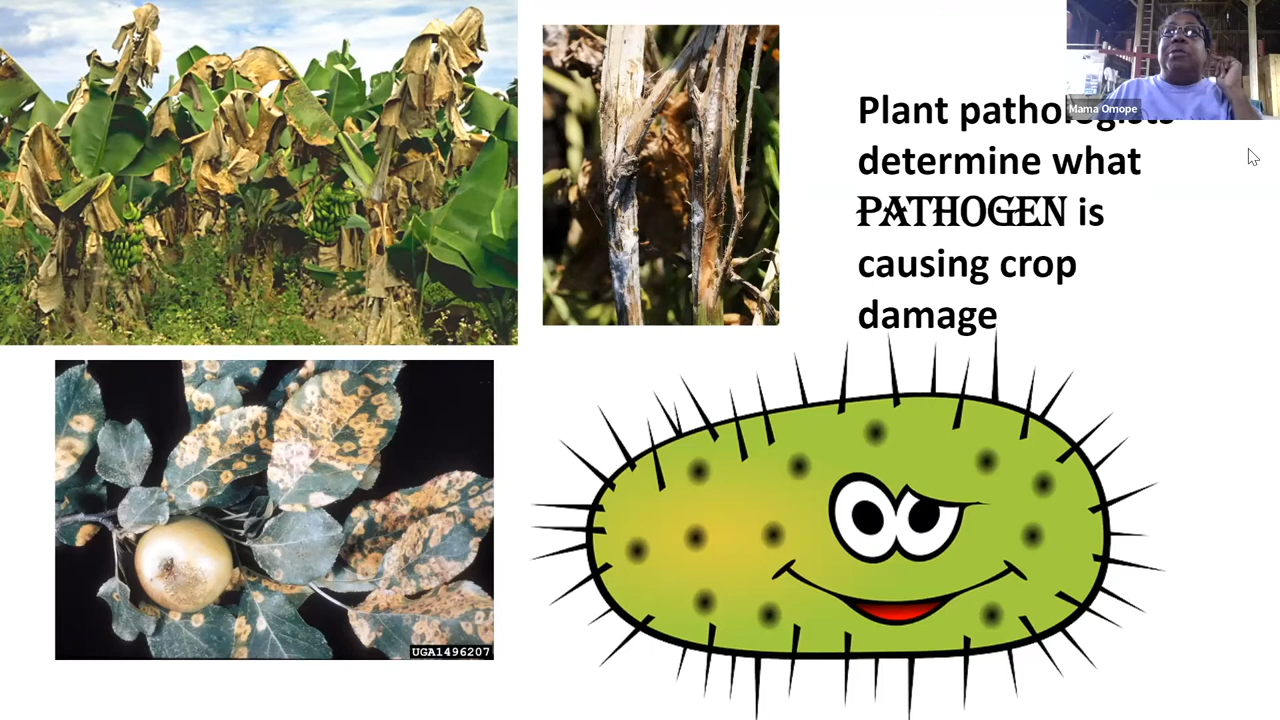 Mama Omope
Plant pathologists
determine what
PATHOGEN is
causing crop
damage
UGA1496207